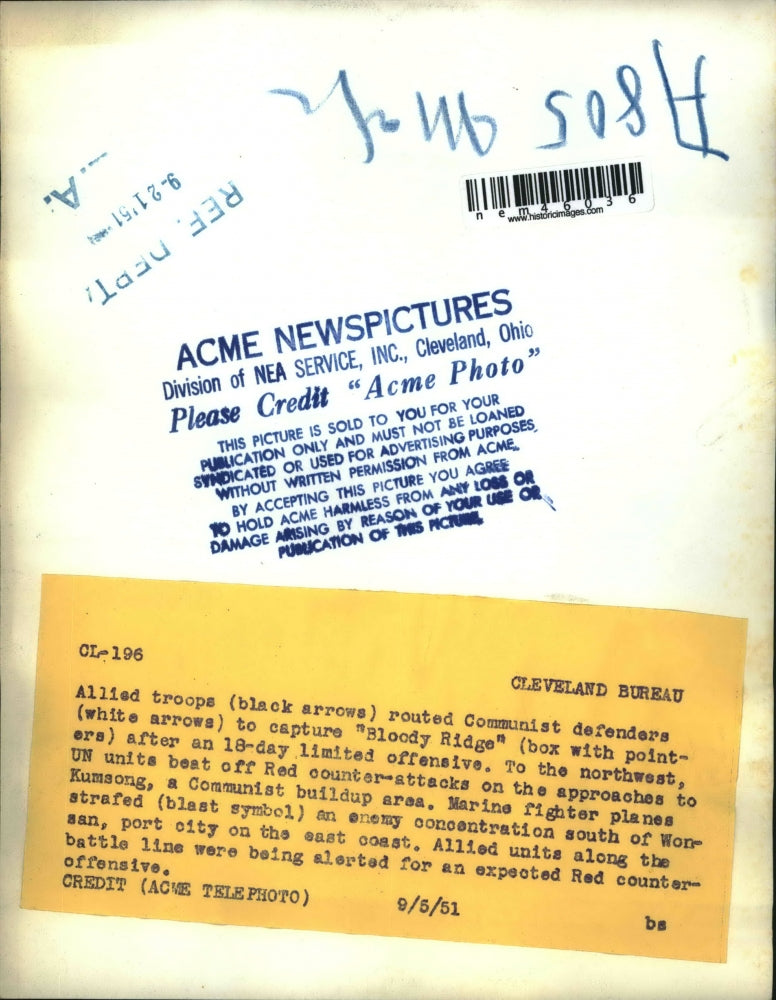 A805
nem46036
www.historicimages.com
REF. DEPT.
9-21'51
ACME NEWSPICTURES
Division of NEA SERVICE, INC., Cleveland, Ohio
Please Credit "Acme Photo"
THIS PICTURE IS SOLD TO YOU FOR YOUR
PUBLICATION ONLY AND MUST NOT BE LOANED
SYNDICATED OR USED FOR ADVERTISING PURPOSES
WITHOUT WRITTEN PERMISSION FROM ACME.
BY ACCEPTING THIS PICTURE YOU AGREE
TO HOLD ACME HARMLESS FROM ANY LOSS OR
DAMAGE ARISING BY REASON OF YOUR USE OR
PUBLICATION OF THIS PICTURE.
CL-196
CLEVELAND BUREAU
Allied troops (black arrows) routed Communist defenders
(white arrows) to capture "Bloody Ridge" (box with point-
ers) after an 18-day limited offensive. To the northwest,
UN units beat off Red counter-attacks on the approaches to
Kumsong, a Communist buildup area. Marine fighter planes
strafed (blast symbol) an enemy concentration south of Won-
san, port city on the east coast. Allied units along the
battle line were being alerted for an expected Red counter-
offensive.
CREDIT (ACME TELEPHOTO) 9/5/51 bs